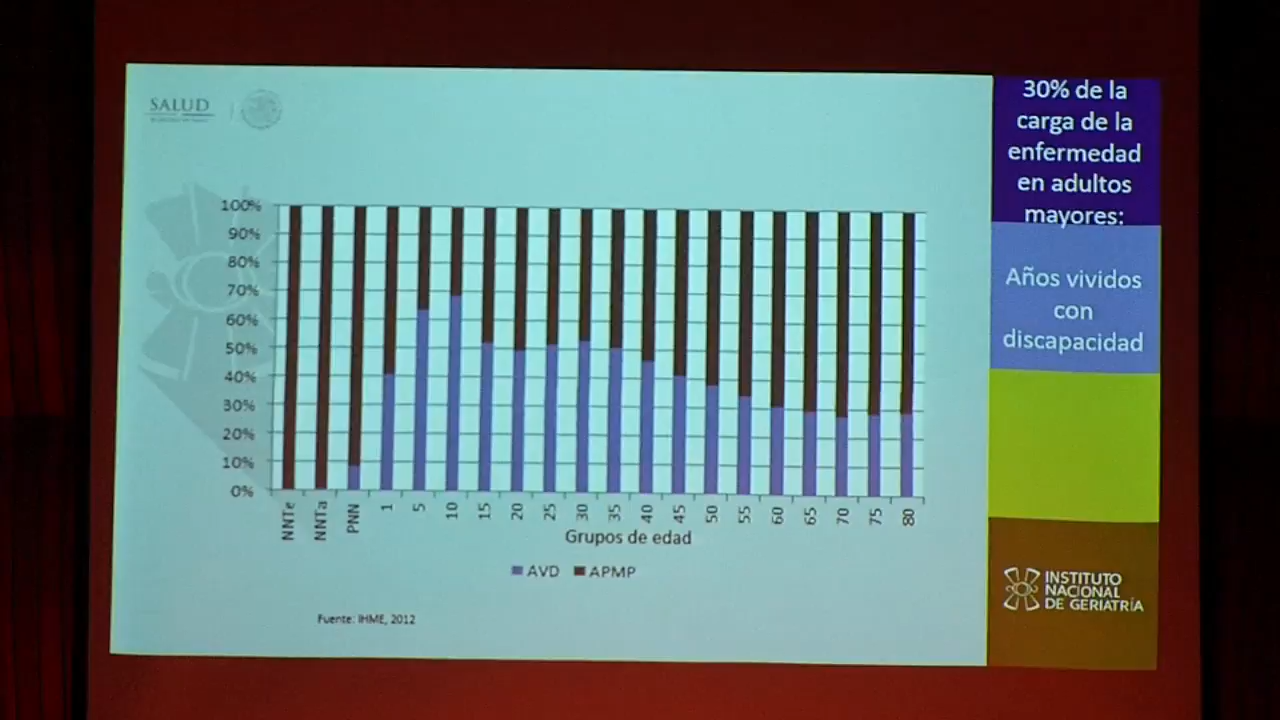 SALUD
30% de la
carga de la
enfermedad
en adultos
mayores:
Años vividos
con
discapacidad
100%
90%
80%
70%
60%
50%
40%
30%
20%
10%
0%
NNTe NNTa PNN 1 5 10 15 20 25 30 35 40 45 50 55 60 65 70 75 80
Grupos de edad
AVD APMP
Fuente: IHME, 2012
INSTITUTO
NACIONAL
DE GERIATRÍA